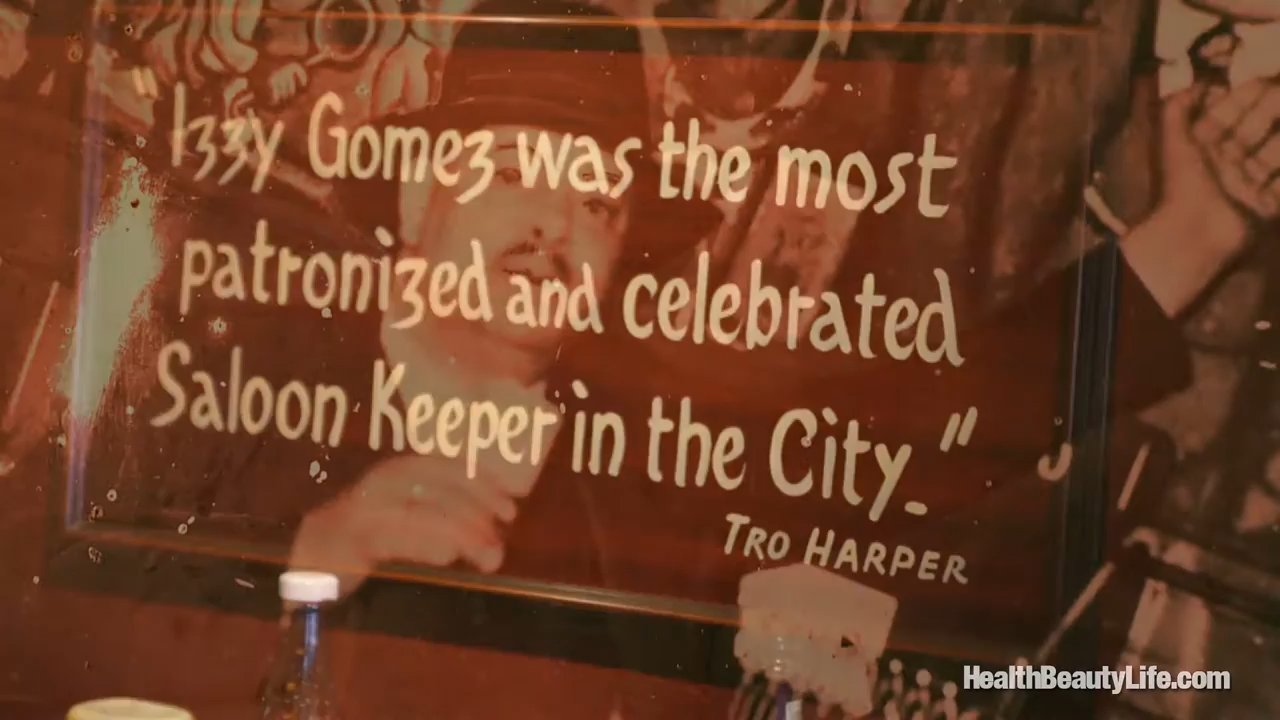 "Izzy Gomez was the most
patronized and celebrated
Saloon Keeper in the City."
TRO HARPER
HealthBeautyLife.com